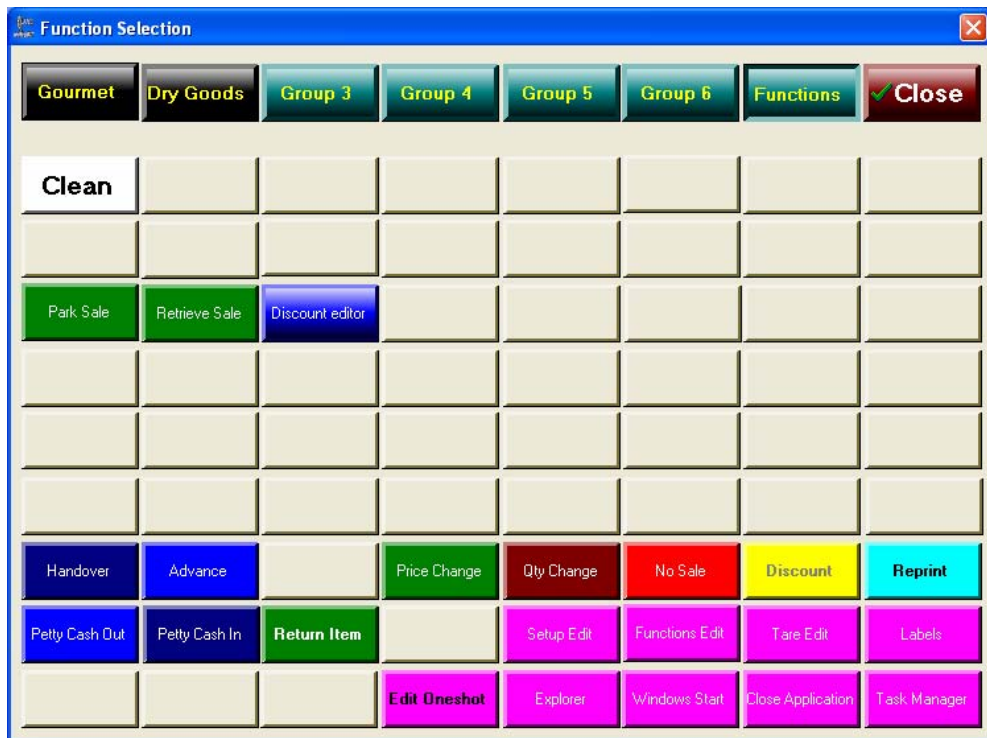 Function Selection
Gourmet
Dry Goods
Group 3
Group 4
Group 5
Group 6
Functions
Close
Clean
Park Sale
Retrieve Sale
Discount editor
Handover
Advance
Price Change
Qty Change
No Sale
Discount
Reprint
Petty Cash Out
Petty Cash In
Return Item
Setup Edit
Functions Edit
Tare Edit
Labels
Edit Oneshot
Explorer
Windows Start
Close Application
Task Manager